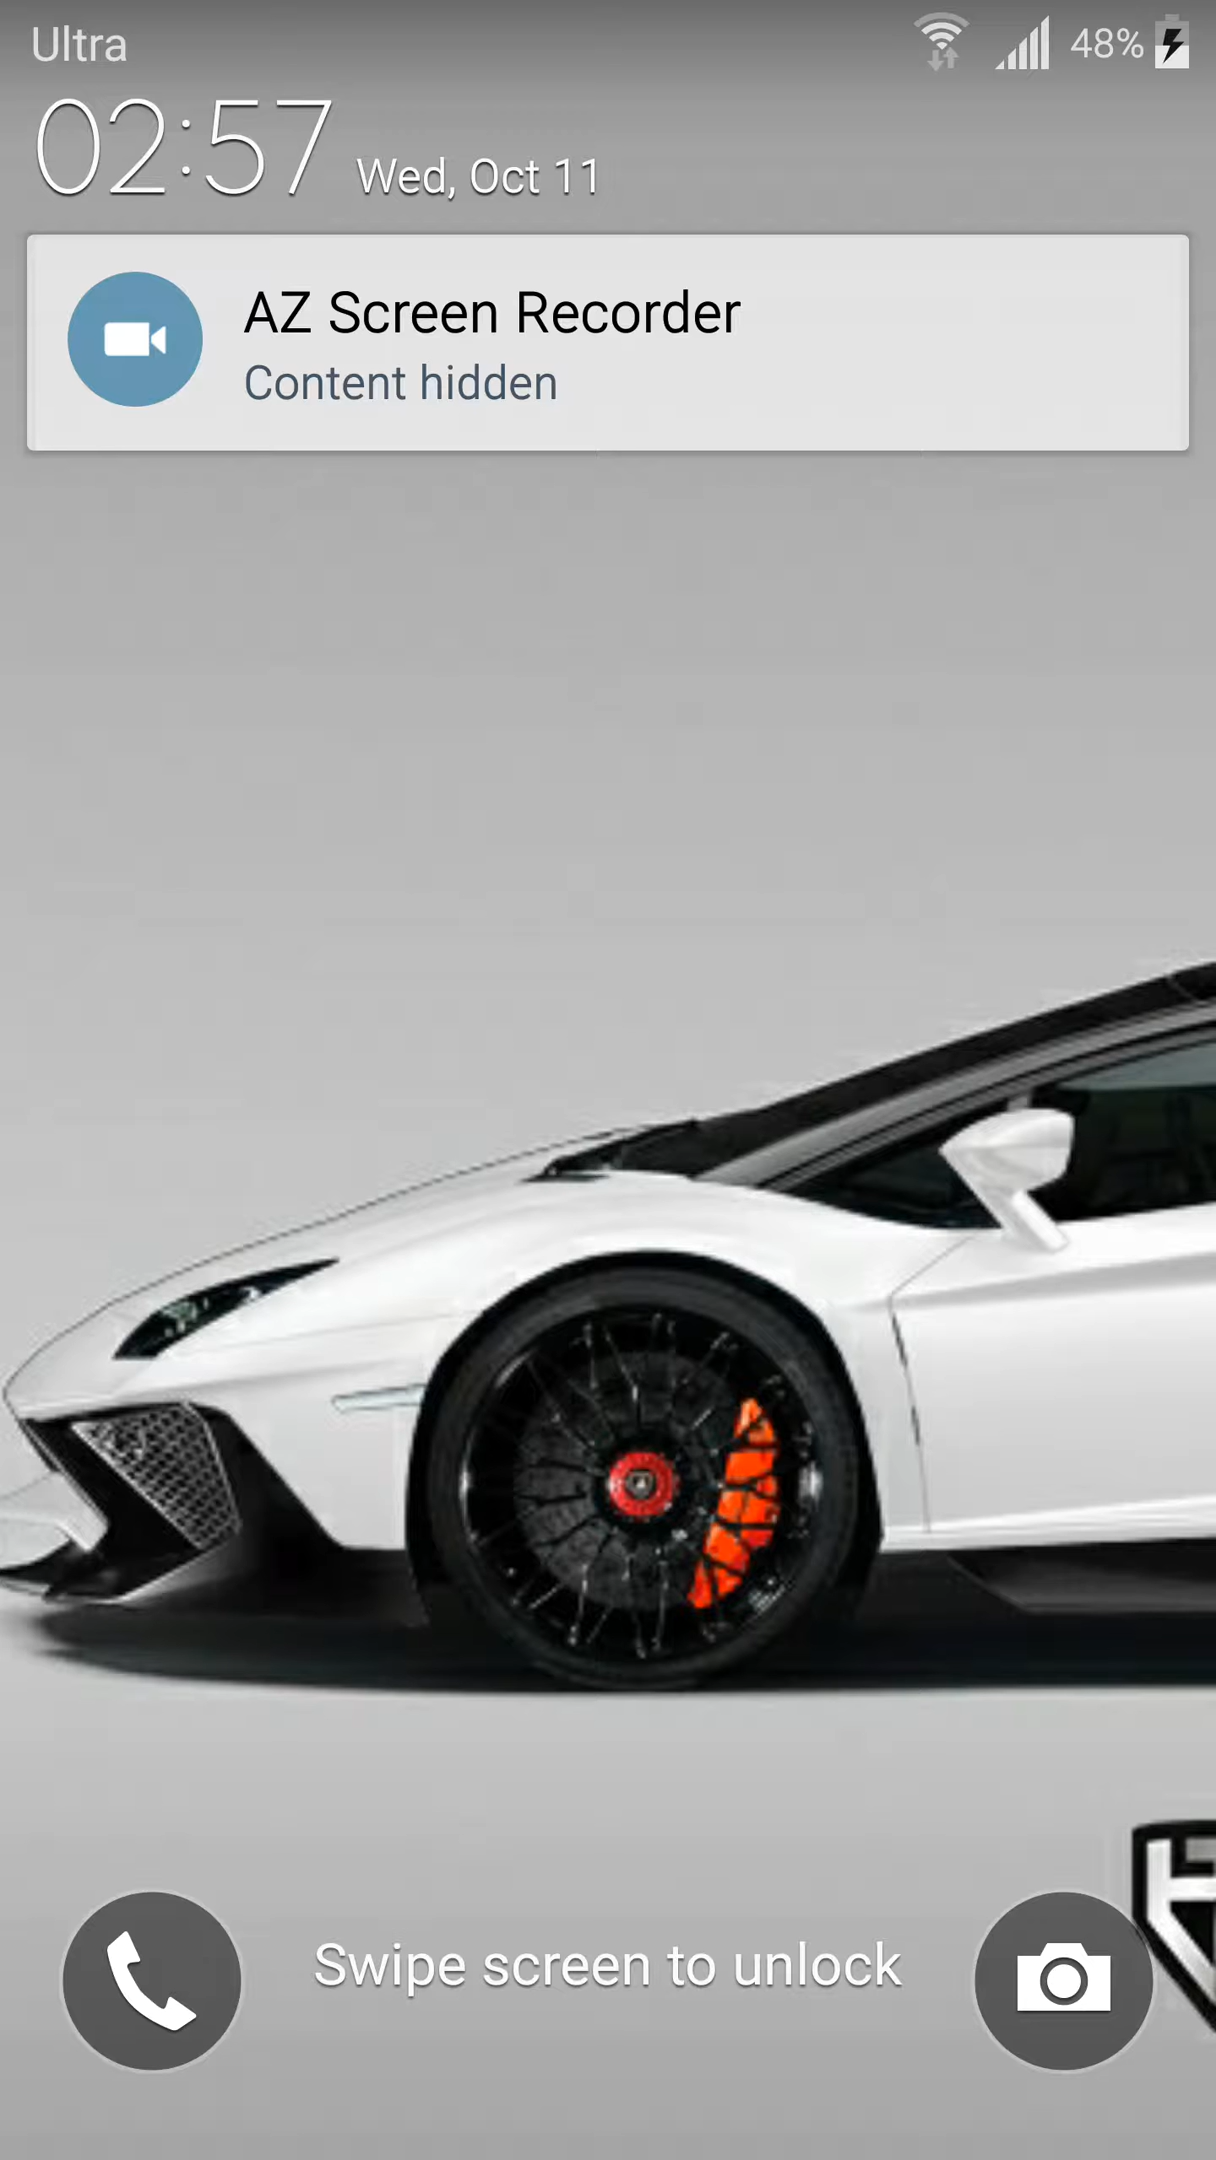 Ultra
48%
02:57 Wed, Oct 11
AZ Screen Recorder
Content hidden
Swipe screen to unlock